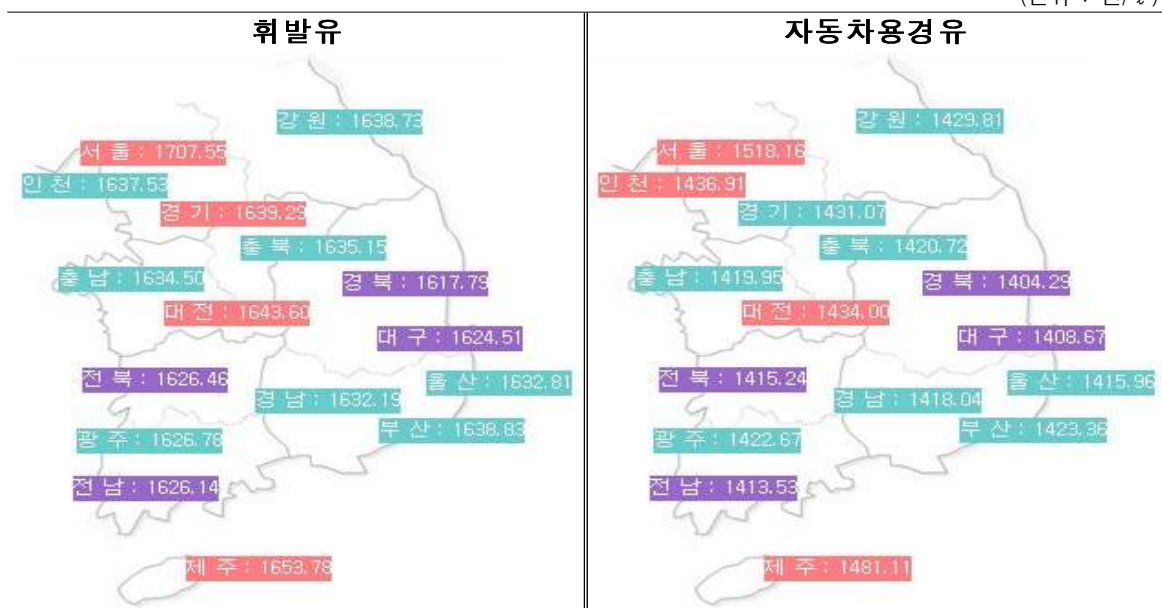 휘발유
강 원 : 1638.73
서 울 : 1707.55
인 천 : 1637.53
경 기 : 1639.29
충 북 : 1635.15
충 남 : 1634.50
경 북 : 1617.79
대 전 : 1643.60
대 구 : 1624.51
전 북 : 1626.46
울 산 : 1632.81
경 남 : 1632.19
부 산 : 1638.83
광 주 : 1626.78
전 남 : 1626.14
제 주 : 1653.78
자동차용경유
강 원 : 1429.81
서 울 : 1518.16
인 천 : 1436.91
경 기 : 1431.07
충 북 : 1420.72
충 남 : 1419.95
경 북 : 1404.29
대 전 : 1434.00
대 구 : 1408.67
전 북 : 1415.24
울 산 : 1415.96
경 남 : 1418.04
부 산 : 1423.36
광 주 : 1422.67
전 남 : 1413.53
제 주 : 1481.11